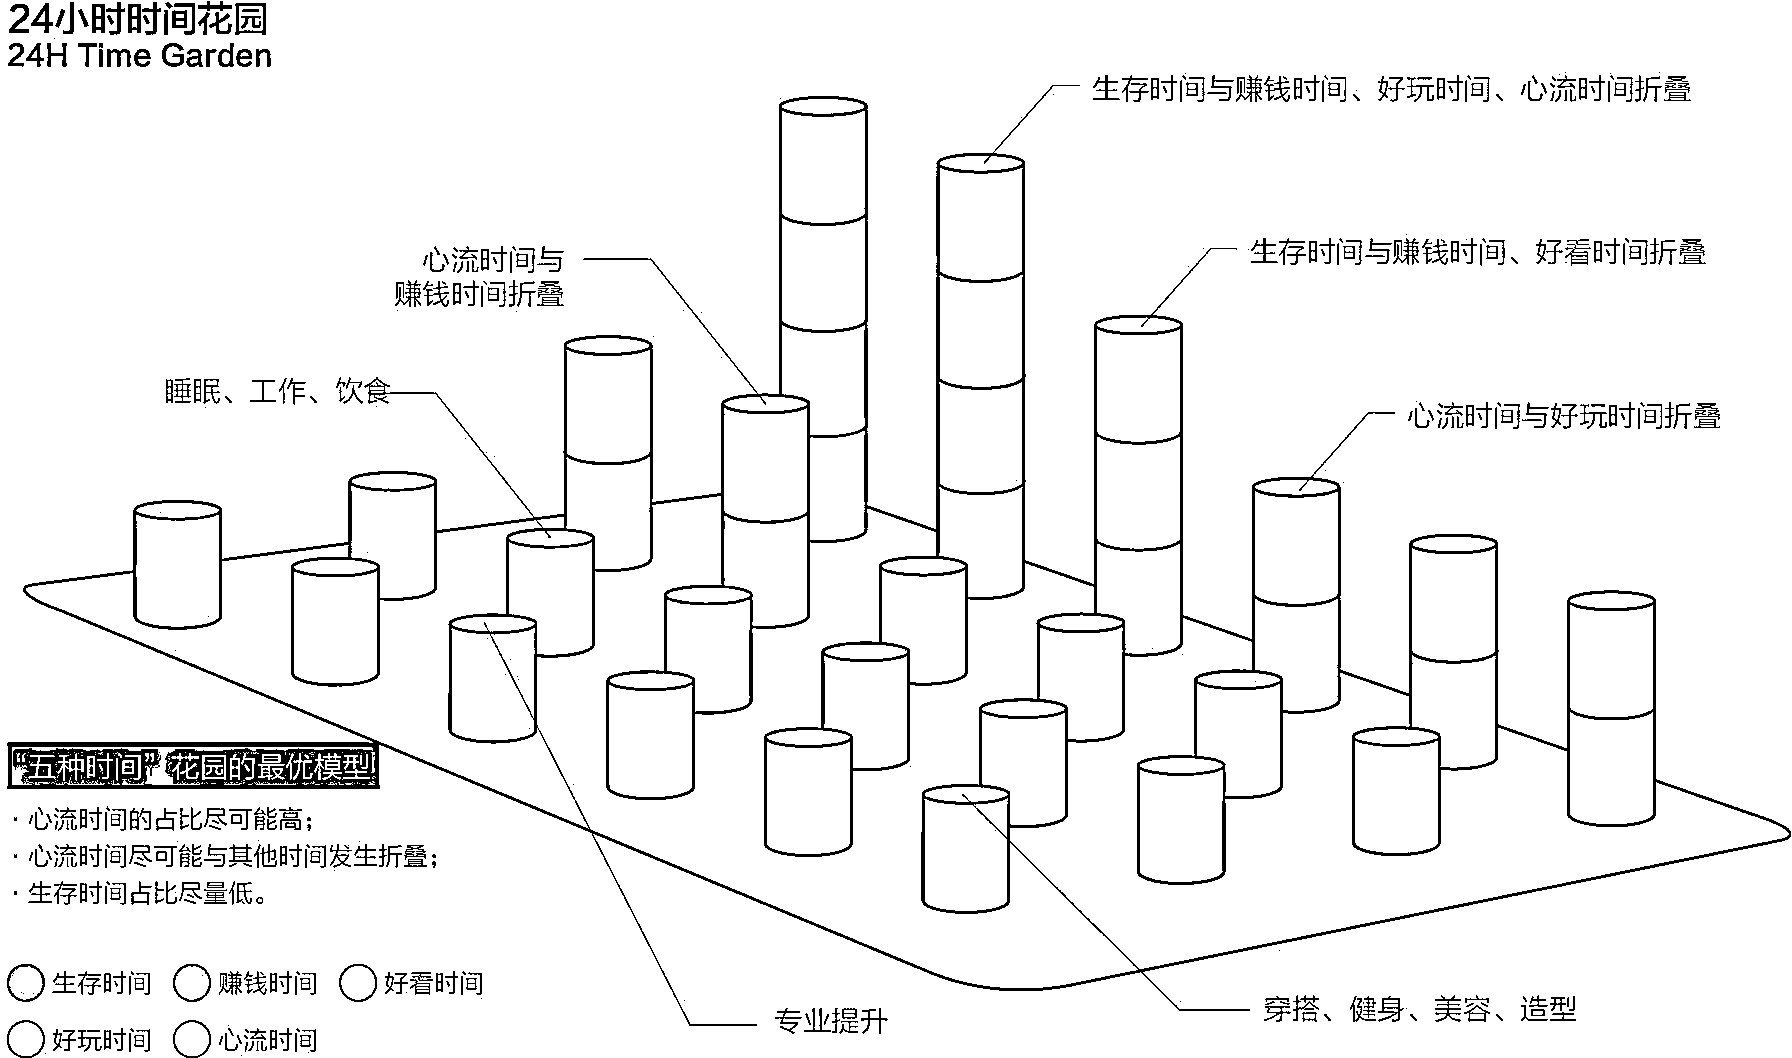 24小时时间花园
24H Time Garden
生存时间与赚钱时间、好玩时间、心流时间折叠
心流时间与
赚钱时间折叠
生存时间与赚钱时间、好看时间折叠
睡眠、工作、饮食
心流时间与好玩时间折叠
“五种时间”花园的最优模型
· 心流时间的占比尽可能高；
· 心流时间尽可能与其他时间发生折叠；
· 生存时间占比尽量低。
生存时间 赚钱时间 好看时间
好玩时间 心流时间
专业提升
穿搭、健身、美容、造型